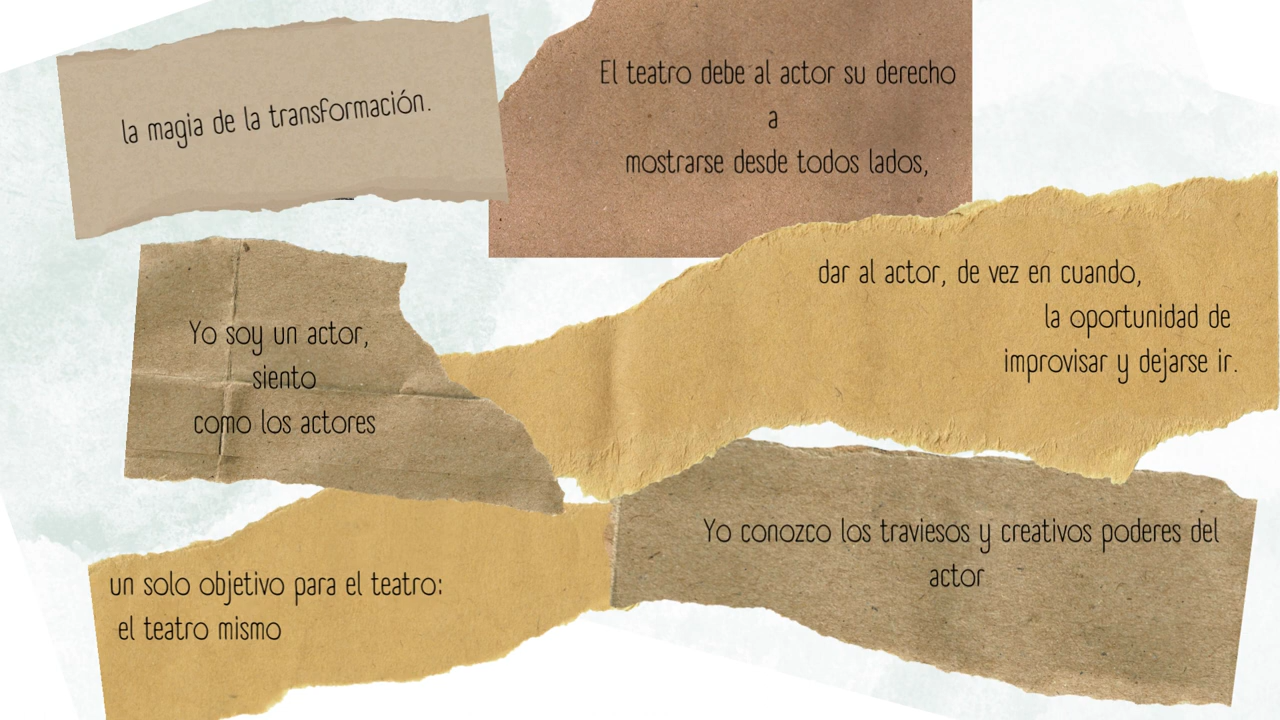 la magia de la transformación.
El teatro debe al actor su derecho
a
mostrarse desde todos lados,
dar al actor, de vez en cuando,
la oportunidad de
improvisar y dejarse ir.
Yo soy un actor,
siento
como los actores
Yo conozco los traviesos y creativos poderes del
actor
un solo objetivo para el teatro:
el teatro mismo